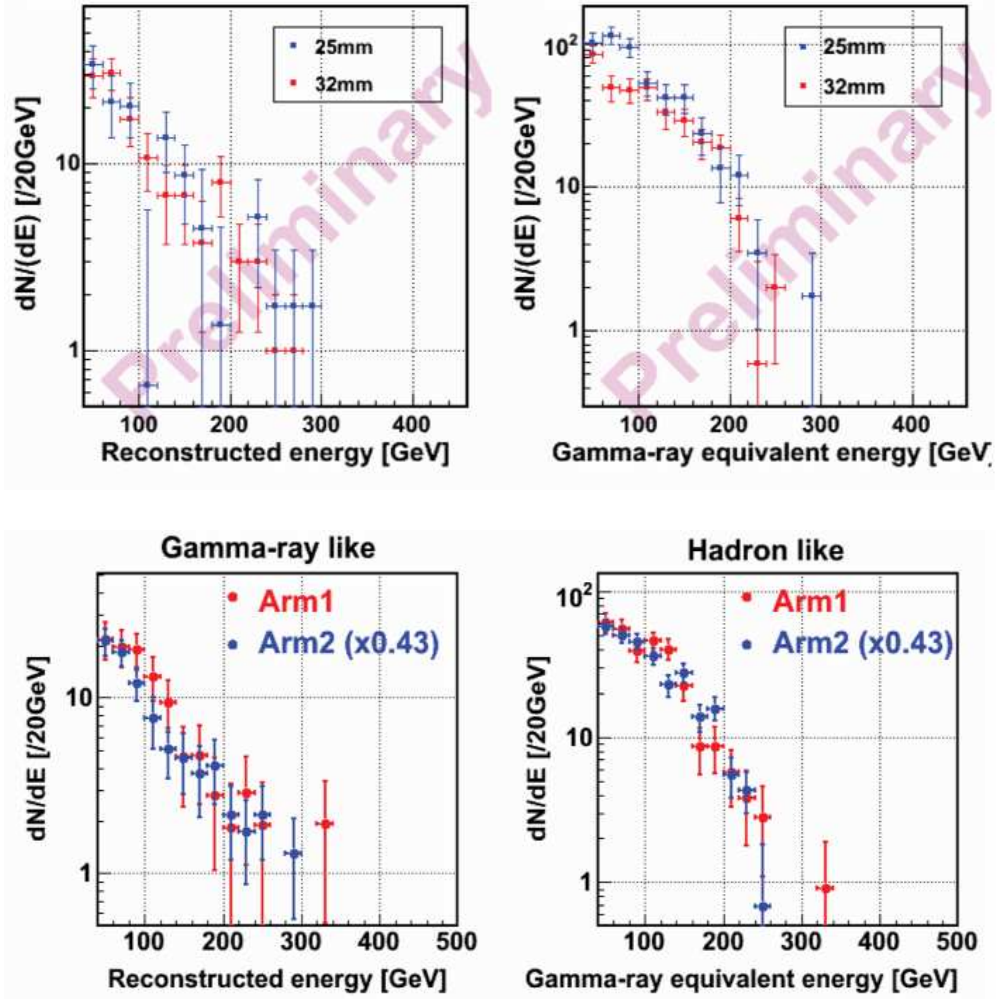 25mm
32mm
10
1
100 200 300 400
dN/(dE) [/20GeV]
Reconstructed energy [GeV]
Preliminary
25mm
32mm
10²
10
1
100 200 300 400
dN/(dE) [/20GeV]
Gamma-ray equivalent energy [GeV
Preliminary
Gamma-ray like
Arm1
Arm2 (x0.43)
10
1
100 200 300 400 500
dN/dE [/20GeV]
Reconstructed energy [GeV]
Hadron like
Arm1
Arm2 (x0.43)
10²
10
1
100 200 300 400 500
dN/dE [/20GeV]
Gamma-ray equivalent energy [GeV]